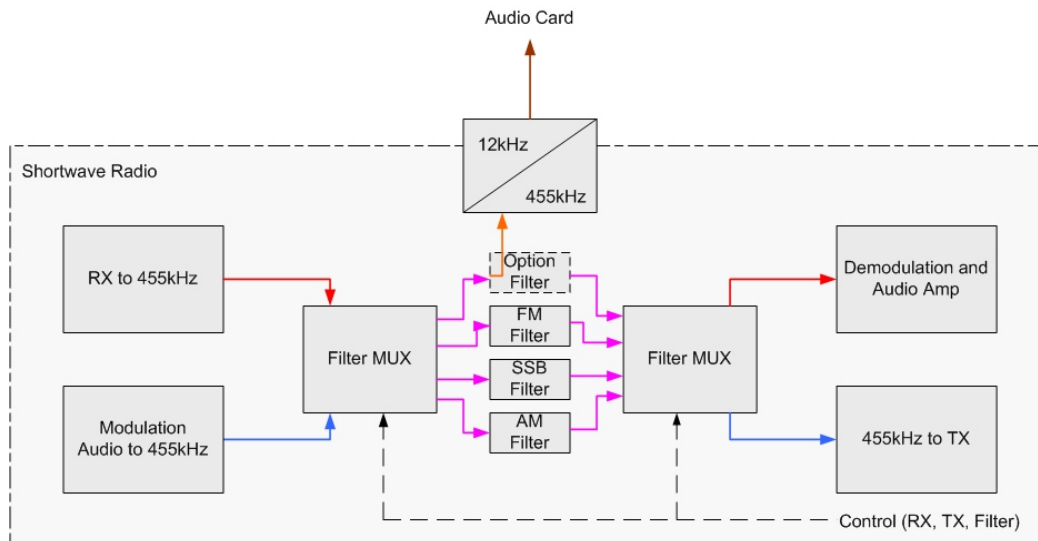 Audio Card
12kHz
455kHz
Shortwave Radio
RX to 455kHz
Option
Filter
Demodulation and
Audio Amp
FM
Filter
Filter MUX
Filter MUX
SSB
Filter
Modulation
Audio to 455kHz
AM
Filter
455kHz to TX
Control (RX, TX, Filter)